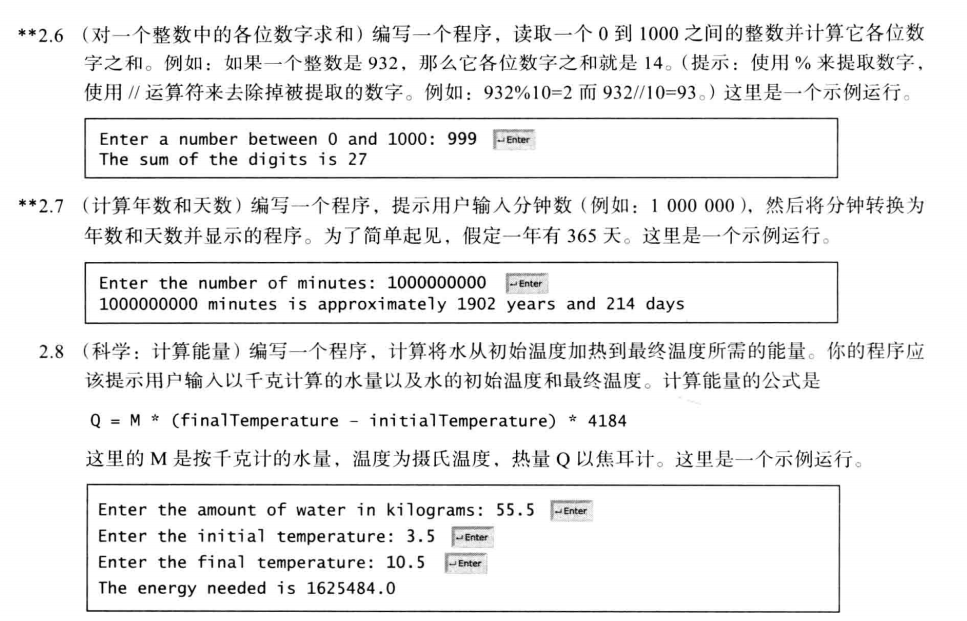 **2.6 （对一个整数中的各位数字求和）编写一个程序，读取一个 0 到 1000 之间的整数并计算它各位数
字之和。例如：如果一个整数是 932，那么它各位数字之和就是 14。（提示：使用 % 来提取数字，
使用 // 运算符来去除掉被提取的数字。例如：932%10=2 而 932//10=93。）这里是一个示例运行。
Enter a number between 0 and 1000: 999 ↵Enter
The sum of the digits is 27
**2.7 （计算年数和天数）编写一个程序，提示用户输入分钟数（例如：1 000 000），然后将分钟转换为
年数和天数并显示的程序。为了简单起见，假定一年有 365 天。这里是一个示例运行。
Enter the number of minutes: 1000000000 ↵Enter
1000000000 minutes is approximately 1902 years and 214 days
2.8 （科学：计算能量）编写一个程序，计算将水从初始温度加热到最终温度所需的能量。你的程序应
该提示用户输入以千克计算的水量以及水的初始温度和最终温度。计算能量的公式是
Q = M * (finalTemperature - initialTemperature) * 4184
这里的 M 是按千克计的水量，温度为摄氏温度，热量 Q 以焦耳计。这里是一个示例运行。
Enter the amount of water in kilograms: 55.5 ↵Enter
Enter the initial temperature: 3.5 ↵Enter
Enter the final temperature: 10.5 ↵Enter
The energy needed is 1625484.0